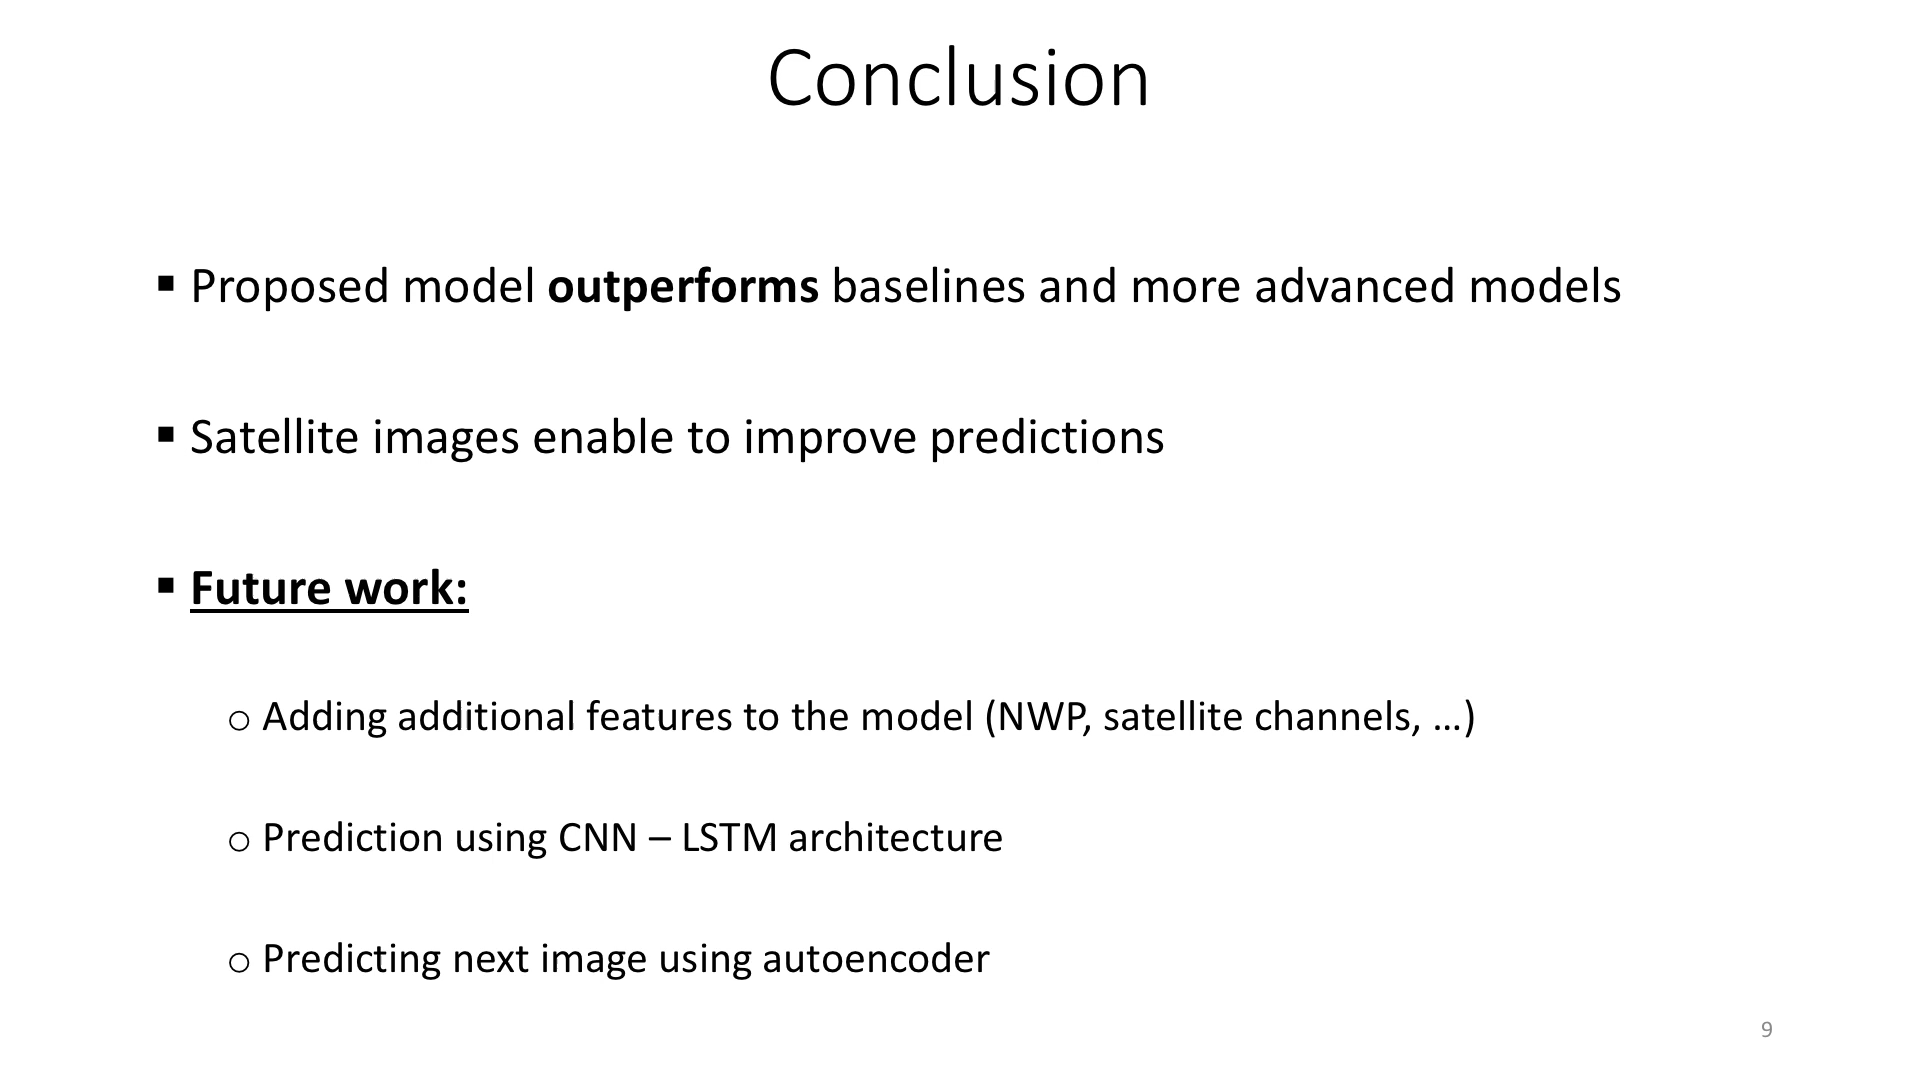 Conclusion
▪ Proposed model outperforms baselines and more advanced models
▪ Satellite images enable to improve predictions
▪ Future work:
o Adding additional features to the model (NWP, satellite channels, …)
o Prediction using CNN – LSTM architecture
o Predicting next image using autoencoder
9